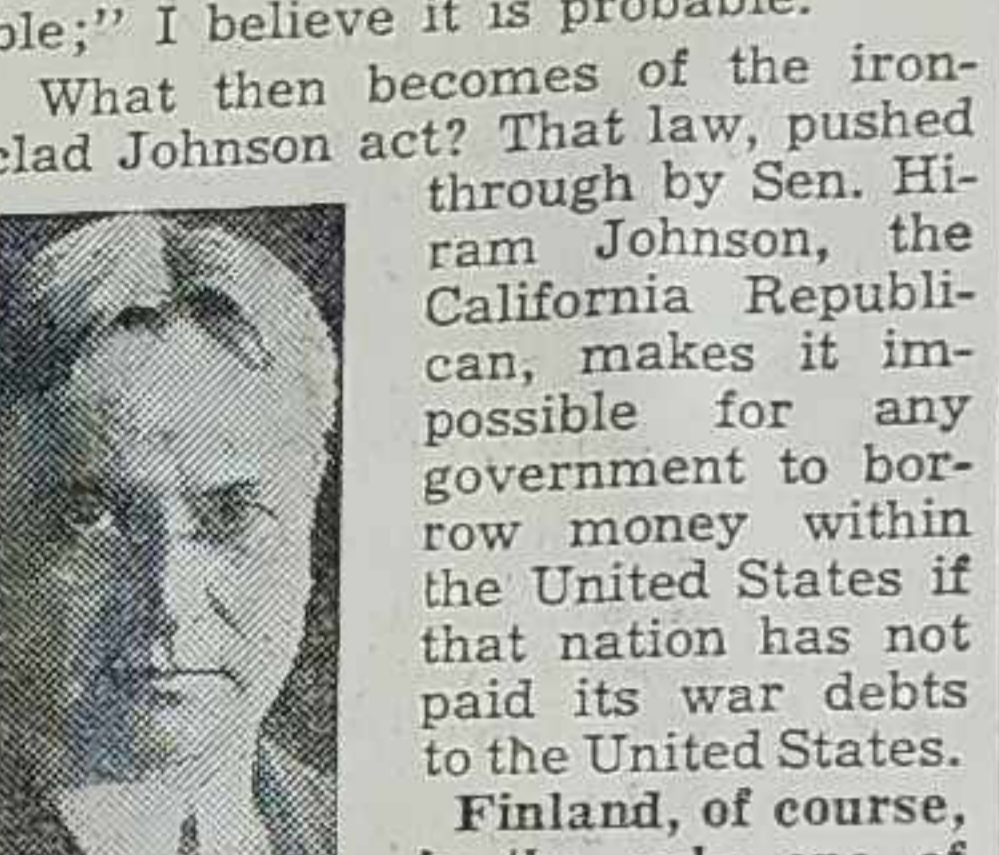 ble;” I believe it is probable.
What then becomes of the iron-
clad Johnson act? That law, pushed
through by Sen. Hi-
ram Johnson, the
California Republi-
can, makes it im-
possible for any
government to bor-
row money within
the United States if
that nation has not
paid its war debts
to the United States.
Finland, of course,